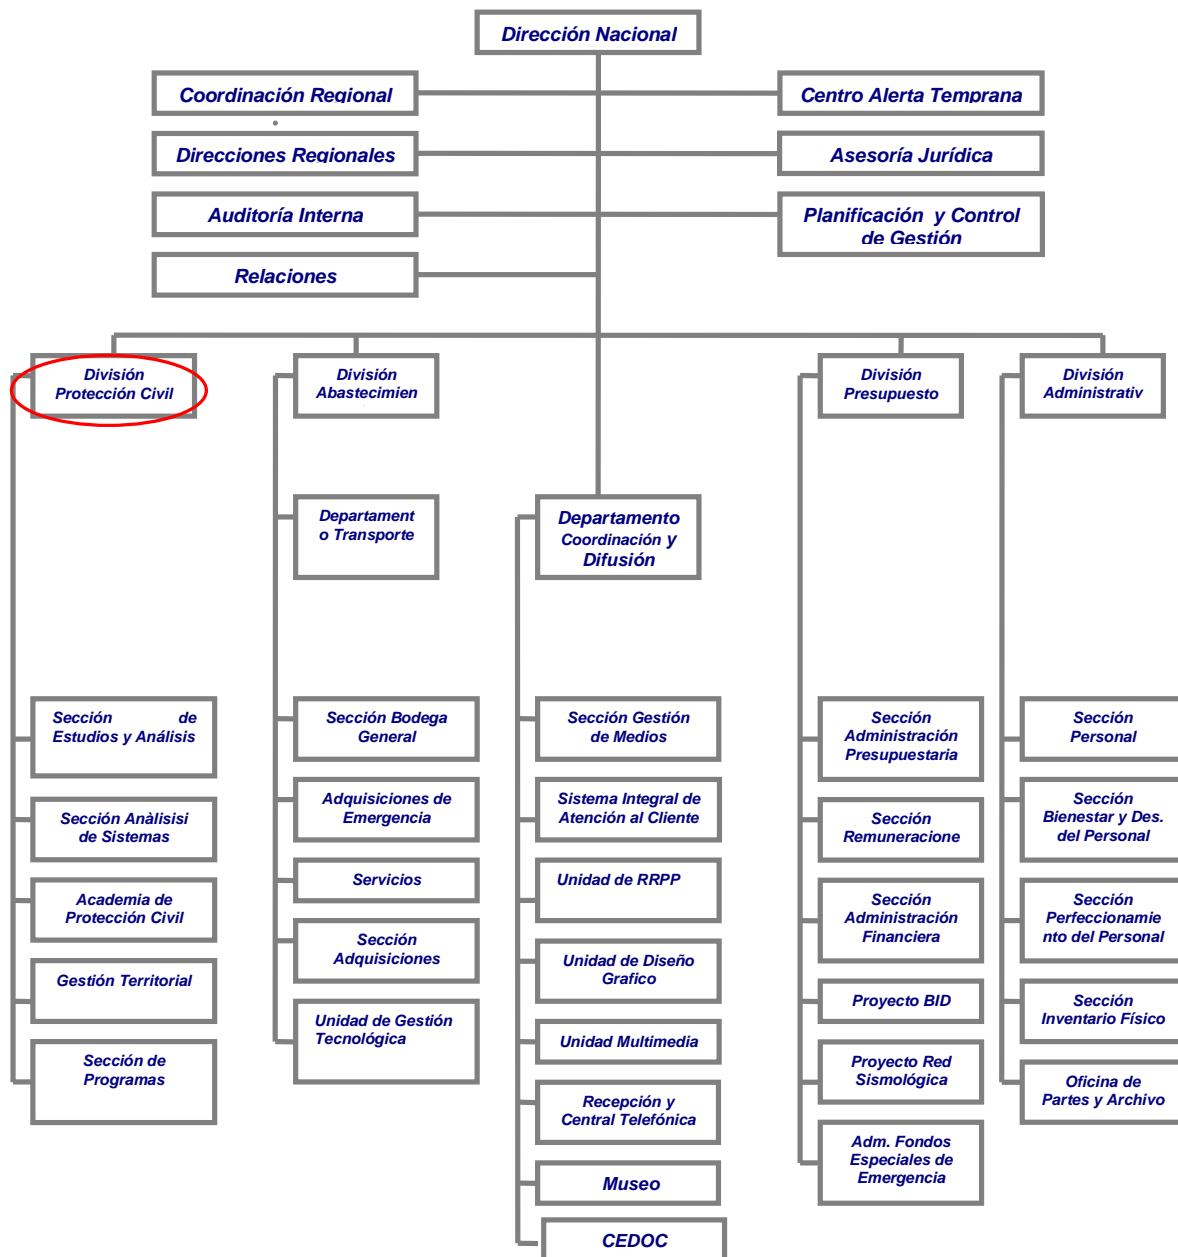 Dirección Nacional
Coordinación Regional
Centro Alerta Temprana
Direcciones Regionales
Asesoría Jurídica
Auditoría Interna
Planificación y Control
de Gestión
Relaciones
División
Protección Civil
División
Abastecimien
División
Presupuesto
División
Administrativ
Departament
o Transporte
Departamento
Coordinación y
Difusión
Sección de
Estudios y Análisis
Sección Anàlisisi
de Sistemas
Academia de
Protección Civil
Gestión Territorial
Sección de
Programas
Sección Bodega
General
Adquisiciones de
Emergencia
Servicios
Sección
Adquisiciones
Unidad de Gestión
Tecnológica
Sección Gestión
de Medios
Sistema Integral de
Atención al Cliente
Unidad de RRPP
Unidad de Diseño
Grafico
Unidad Multimedia
Recepción y
Central Telefónica
Museo
CEDOC
Sección
Administración
Presupuestaria
Sección
Remuneracione
Sección
Administración
Financiera
Proyecto BID
Proyecto Red
Sismológica
Adm. Fondos
Especiales de
Emergencia
Sección
Personal
Sección
Bienestar y Des.
del Personal
Sección
Perfeccionamie
nto del Personal
Sección
Inventario Físico
Oficina de
Partes y Archivo